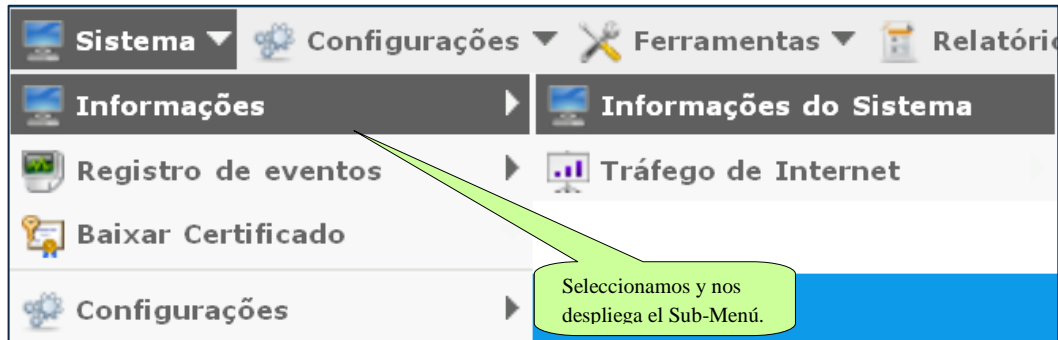 Sistema Configurações Ferramentas Relatóri
Informações Informações do Sistema
Registro de eventos Tráfego de Internet
Baixar Certificado
Configurações
Seleccionamos y nos
despliega el Sub-Menú.